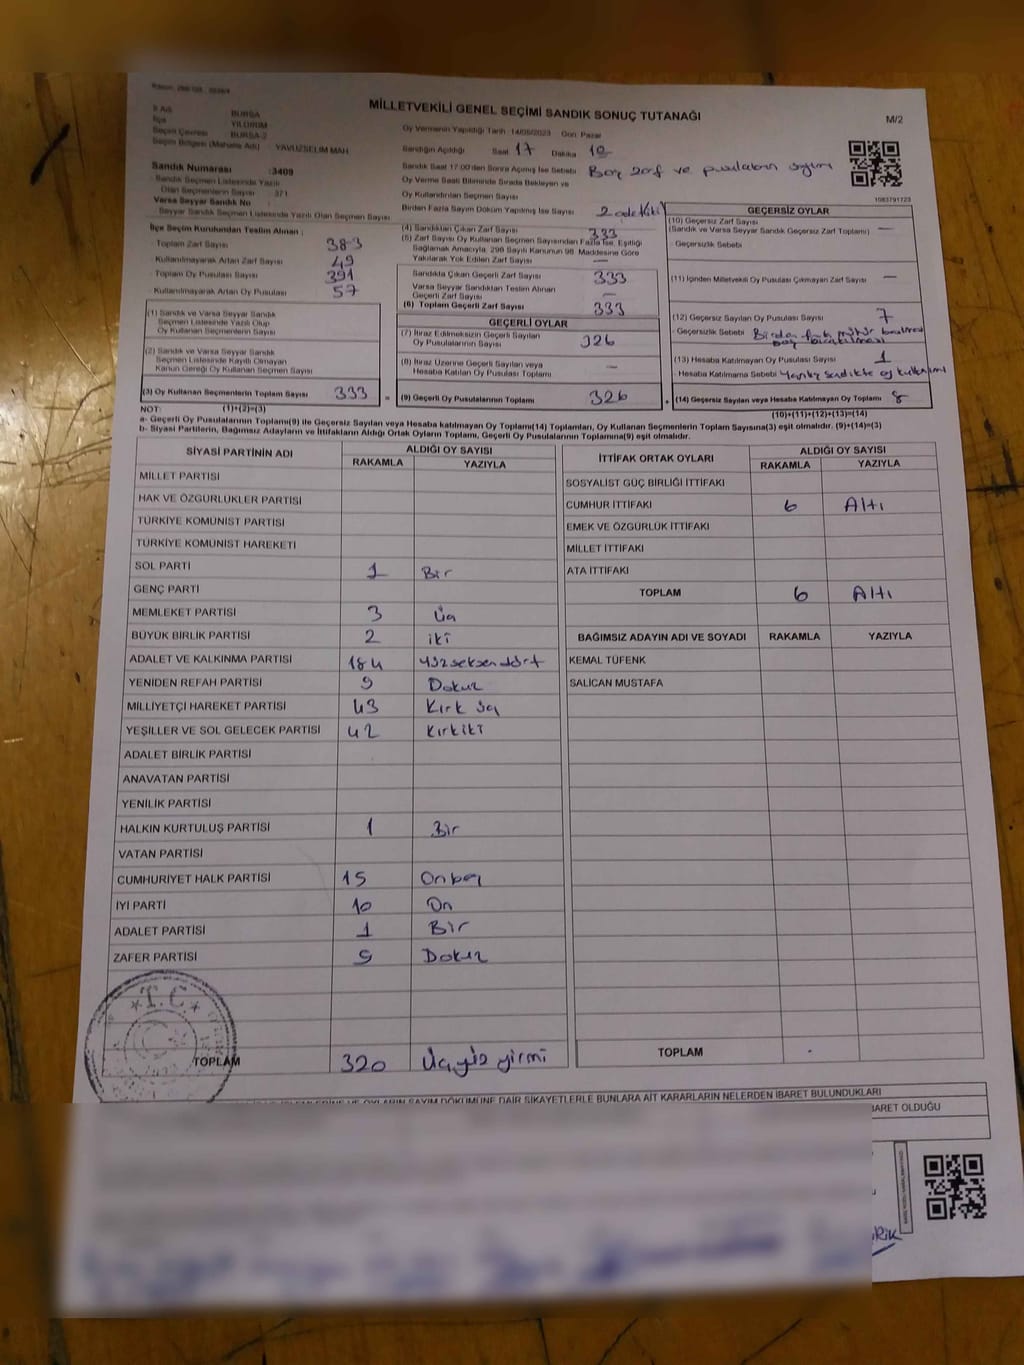 MİLLETVEKİLİ GENEL SEÇİMİ SANDIK SONUÇ TUTANAĞI
M/2
İl Adı BURSA
İlçe YILDIRIM
Seçim Çevresi BURSA-2
Seçim Bölgesi (Mahalle Adı) YAVUZSELİM MAH
Oy Vermenin Yapıldığı Tarih 14/05/2023 Gün Pazar
Sandığın Açıldığı Saat 17 Dakika 10
Sandık Saat 17:00'den Sonra Açılmış İse Sebebi Boş zarf ve pusulaların sayımı
Oy Verme Saati Bitiminde Sırada Bekleyen ve
Oy Kullandırılan Seçmen Sayısı
Birden Fazla Sayım Döküm Yapılmış İse Sayısı
Sandık Numarası :3409
Sandık Seçmen Listesinde Yazılı
Olan Seçmenlerin Sayısı : 371
Varsa Seyyar Sandık No :
Seyyar Sandık Seçmen Listesinde Yazılı Olan Seçmen Sayısı
1083791723
İlçe Seçim Kurulundan Teslim Alınan :
Toplam Zarf Sayısı 383
Kullanılmayarak Artan Zarf Sayısı 49
Toplam Oy Pusulası Sayısı 391
Kullanılmayarak Artan Oy Pusulası 57
(1) Sandık ve Varsa Seyyar Sandık
Seçmen Listesinde Yazılı Olup
Oy Kullanan Seçmenlerin Sayısı
(2) Sandık ve Varsa Seyyar Sandık
Seçmen Listesinde Kayıtlı Olmayan
Kanun Gereği Oy Kullanan Seçmen Sayısı
(3) Oy Kullanan Seçmenlerin Toplam Sayısı 333 =
(4) Sandıktan Çıkan Zarf Sayısı 333
(5) Zarf Sayısı Oy Kullanan Seçmen Sayısından Fazla İse, Eşitliği
Sağlamak Amacıyla, 298 Sayılı Kanunun 98. Maddesine Göre
Yakılarak Yok Edilen Zarf Sayısı —
Sandıkta Çıkan Geçerli Zarf Sayısı 333
Varsa Seyyar Sandıktan Teslim Alınan
Geçerli Zarf Sayısı —
(6) Toplam Geçerli Zarf Sayısı 333
GEÇERLİ OYLAR
(7) İtiraz Edilmeksizin Geçerli Sayılan
Oy Pusulalarının Sayısı 326
(8) İtiraz Üzerine Geçerli Sayılan veya
Hesaba Katılan Oy Pusulası Toplamı —
(9) Geçerli Oy Pusulalarının Toplamı 326 +
GEÇERSİZ OYLAR
(10) Geçersiz Zarf Sayısı
(Sandık ve Varsa Seyyar Sandık Geçersiz Zarf Toplamı) —
Geçersizlik Sebebi
(11) İçinden Milletvekili Oy Pusulası Çıkmayan Zarf Sayısı —
(12) Geçersiz Sayılan Oy Pusulası Sayısı 7
Geçersizlik Sebebi Birden fazla mühür basılması
boş bırakılması
(13) Hesaba Katılmayan Oy Pusulası Sayısı 1
Hesaba Katılmama Sebebi Yanlış sandıkta oy kullanımı
(14) Geçersiz Sayılan veya Hesaba Katılmayan Oy Toplamı 8
NOT: (1)+(2)=(3)
(10)+(11)+(12)+(13)=(14)
a- Geçerli Oy Pusulalarının Toplamı(9) ile Geçersiz Sayılan veya Hesaba katılmayan Oy Toplamı(14) Toplamları, Oy Kullanan Seçmenlerin Toplam Sayısına(3) eşit olmalıdır. (9)+(14)=(3)
b- Siyasi Partilerin, Bağımsız Adayların ve İttifakların Aldığı Ortak Oyların Toplamı, Geçerli Oy Pusulalarının Toplamına(9) eşit olmalıdır.
SİYASİ PARTİNİN ADI ALDIĞI OY SAYISI
RAKAMLA YAZIYLA
MİLLET PARTİSİ
HAK VE ÖZGÜRLÜKLER PARTİSİ
TÜRKİYE KOMÜNİST PARTİSİ
TÜRKİYE KOMÜNİST HAREKETİ
SOL PARTİ 1 Bir
GENÇ PARTİ
MEMLEKET PARTİSİ 3 Üç
BÜYÜK BİRLİK PARTİSİ 2 iki
ADALET VE KALKINMA PARTİSİ 184 yüzseksendört
YENİDEN REFAH PARTİSİ 9 Dokuz
MİLLİYETÇİ HAREKET PARTİSİ 43 Kırk üç
YEŞİLLER VE SOL GELECEK PARTİSİ 42 Kırkiki
ADALET BİRLİK PARTİSİ
ANAVATAN PARTİSİ
YENİLİK PARTİSİ
HALKIN KURTULUŞ PARTİSİ 1 Bir
VATAN PARTİSİ
CUMHURİYET HALK PARTİSİ 15 Onbeş
İYİ PARTİ 10 On
ADALET PARTİSİ 1 Bir
ZAFER PARTİSİ 9 Dokuz
T.C
TOPLAM 320 Üçyüz yirmi
İTTİFAK ORTAK OYLARI ALDIĞI OY SAYISI
RAKAMLA YAZIYLA
SOSYALİST GÜÇ BİRLİĞİ İTTİFAKI
CUMHUR İTTİFAKI 6 Altı
EMEK VE ÖZGÜRLÜK İTTİFAKI
MİLLET İTTİFAKI
ATA İTTİFAKI
TOPLAM 6 Altı
BAĞIMSIZ ADAYIN ADI VE SOYADI RAKAMLA YAZIYLA
KEMAL TÜFENK
SALİCAN MUSTAFA
TOPLAM -
OYLARIN SAYIM DÖKÜMÜNE DAİR ŞİKAYETLERLE BUNLARA AİT KARARLARIN NELERDEN İBARET BULUNDUKLARI
İBARET OLDUĞU